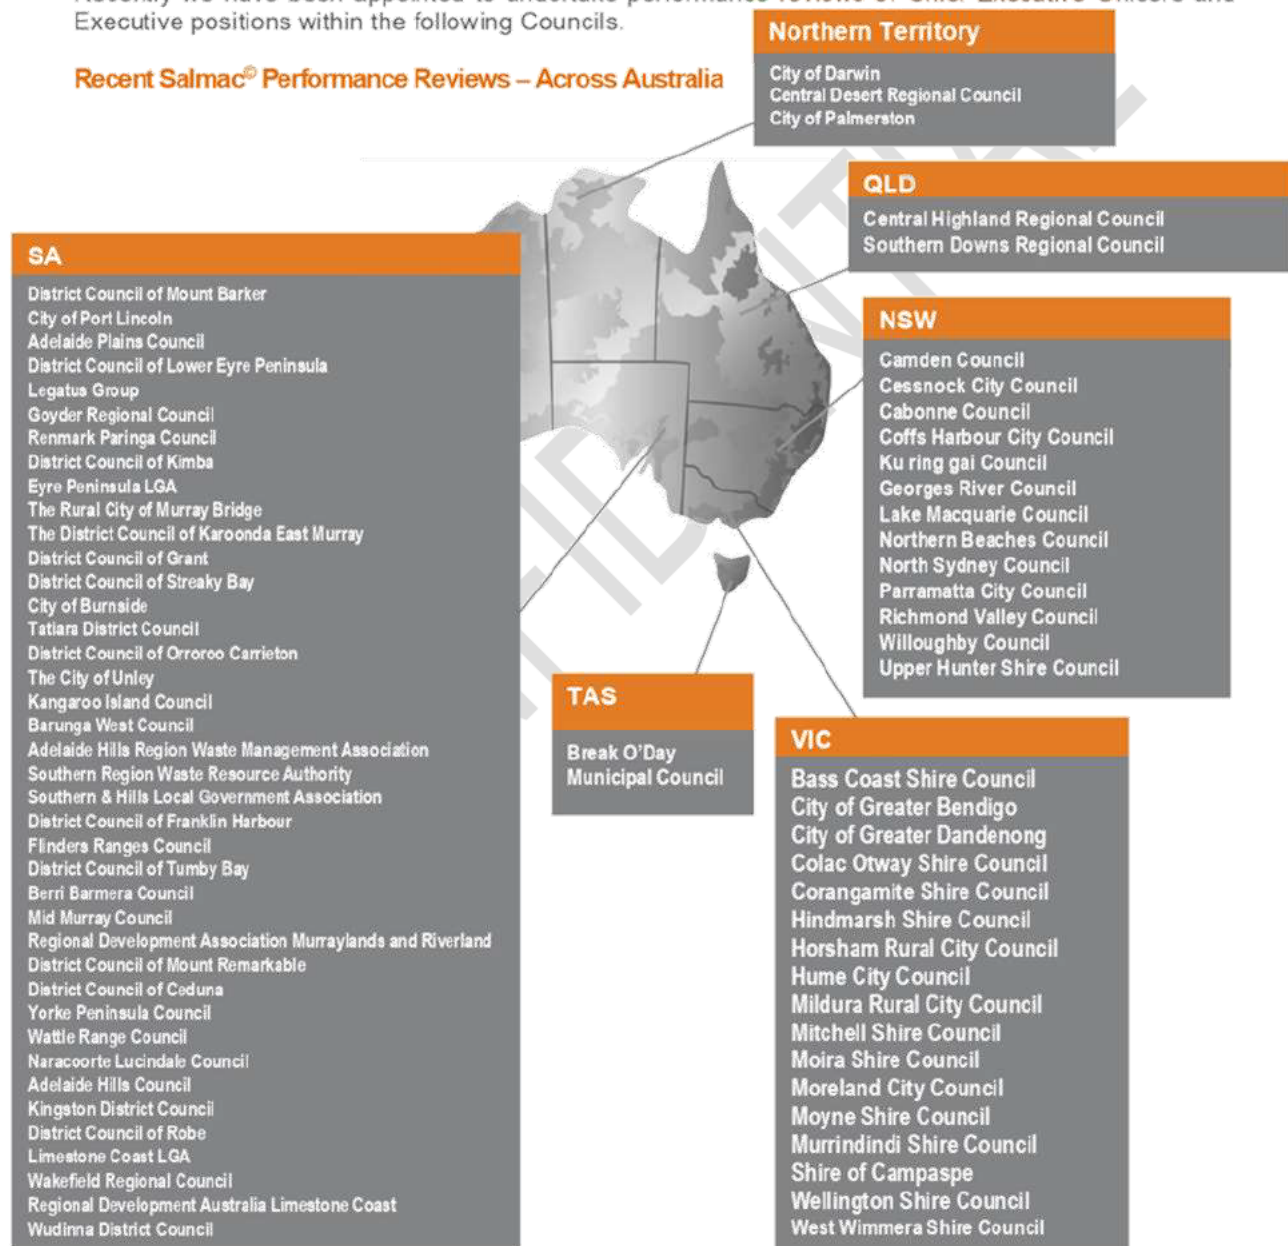 Recently we have been appointed to undertake performance reviews of Chief Executive Officers and
Executive positions within the following Councils.
Recent Salmac© Performance Reviews – Across Australia
Northern Territory
City of Darwin
Central Desert Regional Council
City of Palmerston
QLD
Central Highland Regional Council
Southern Downs Regional Council
SA
District Council of Mount Barker
City of Port Lincoln
Adelaide Plains Council
District Council of Lower Eyre Peninsula
Legatus Group
Goyder Regional Council
Renmark Paringa Council
District Council of Kimba
Eyre Peninsula LGA
The Rural City of Murray Bridge
The District Council of Karoonda East Murray
District Council of Grant
District Council of Streaky Bay
City of Burnside
Tatiara District Council
District Council of Orroroo Carrieton
The City of Unley
Kangaroo Island Council
Barunga West Council
Adelaide Hills Region Waste Management Association
Southern Region Waste Resource Authority
Southern & Hills Local Government Association
District Council of Franklin Harbour
Flinders Ranges Council
District Council of Tumby Bay
Berri Barmera Council
Mid Murray Council
Regional Development Association Murraylands and Riverland
District Council of Mount Remarkable
District Council of Ceduna
Yorke Peninsula Council
Wattle Range Council
Naracoorte Lucindale Council
Adelaide Hills Council
Kingston District Council
District Council of Robe
Limestone Coast LGA
Wakefield Regional Council
Regional Development Australia Limestone Coast
Wudinna District Council
NSW
Camden Council
Cessnock City Council
Cabonne Council
Coffs Harbour City Council
Ku ring gai Council
Georges River Council
Lake Macquarie Council
Northern Beaches Council
North Sydney Council
Parramatta City Council
Richmond Valley Council
Willoughby Council
Upper Hunter Shire Council
TAS
Break O'Day
Municipal Council
VIC
Bass Coast Shire Council
City of Greater Bendigo
City of Greater Dandenong
Colac Otway Shire Council
Corangamite Shire Council
Hindmarsh Shire Council
Horsham Rural City Council
Hume City Council
Mildura Rural City Council
Mitchell Shire Council
Moira Shire Council
Moreland City Council
Moyne Shire Council
Murrindindi Shire Council
Shire of Campaspe
Wellington Shire Council
West Wimmera Shire Council